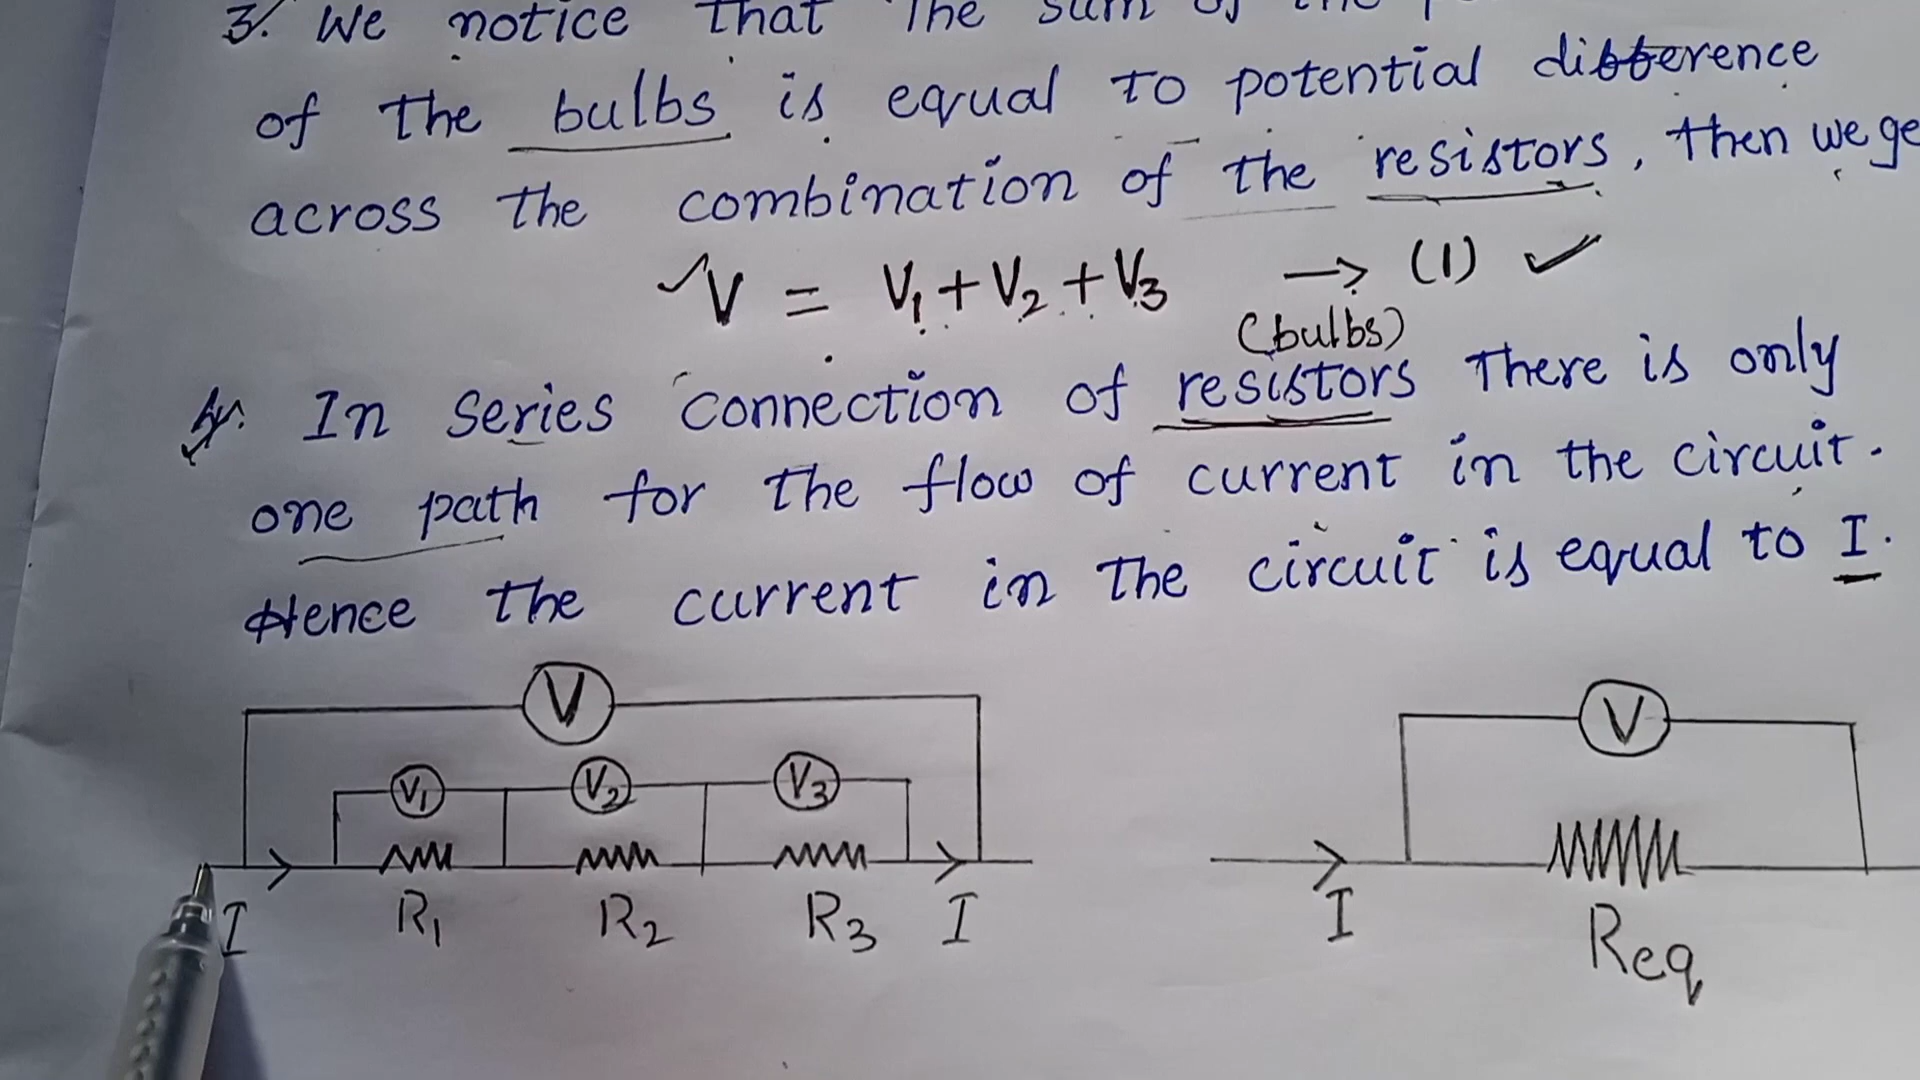 3. We notice that the sum of the
of the bulbs is equal to potential difference
across the combination of the resistors, then we ge
V = V₁ + V₂ + V₃ → (1) ✓
(bulbs)
4. In series connection of resistors there is only
one path for the flow of current in the circuit.
Hence the current in the circuit is equal to I.
V
V
V₁ V₂ V₃
I R₁ R₂ R₃ I
I
Req